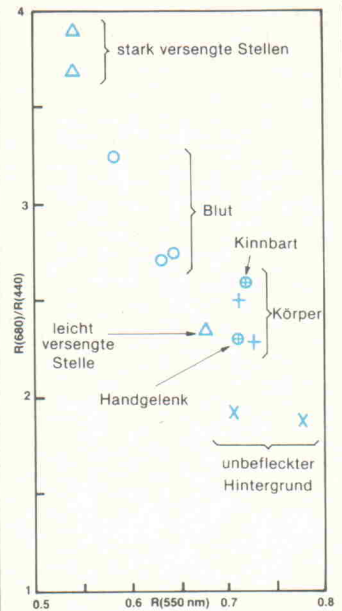 4
stark versengte Stellen
3
Blut
Kinnbart
Körper
leicht
versengte
Stelle
R(680)/R(440)
2
Handgelenk
unbefleckter
Hintergrund
1
0.5
0.6
R(550 nm)
0.7
0.8